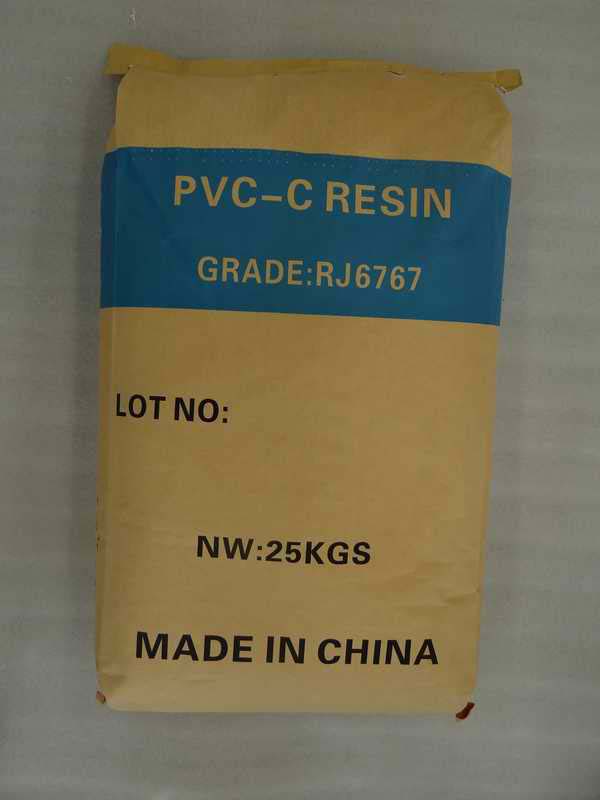 PVC-C RESIN
GRADE:RJ6767
LOT NO:
NW:25KGS
MADE IN CHINA